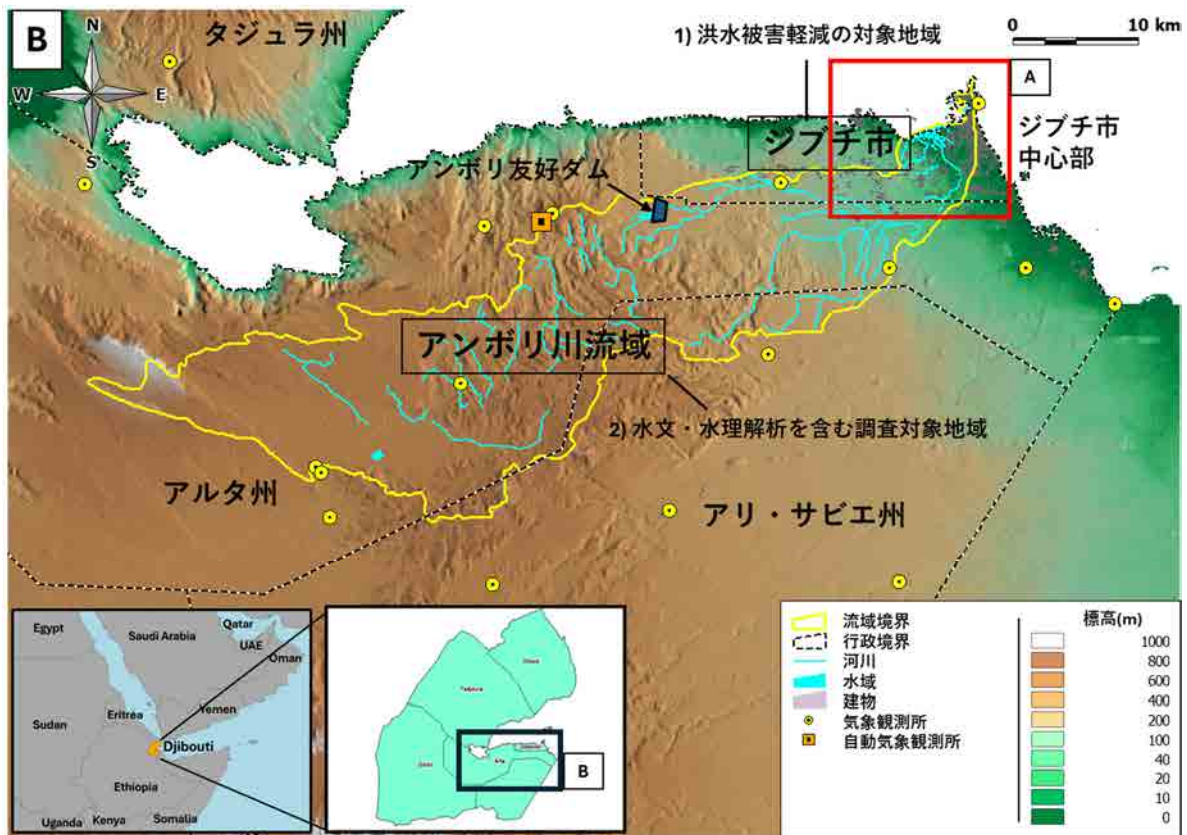 B
N
W
E
S
タジュラ州
1) 洪水被害軽減の対象地域
0 10 km
A
ジブチ市
ジブチ市
中心部
アンボリ友好ダム
アンボリ川流域
2) 水文・水理解析を含む調査対象地域
アルタ州
アリ・サビエ州
Egypt
Saudi Arabia
Qatar
UAE
Oman
Sudan
Eritrea
Yemen
Djibouti
Ethiopia
Uganda
Kenya
Somalia
B
流域境界
行政境界
河川
水域
建物
気象観測所
自動気象観測所
標高(m)
1000
800
600
400
200
100
40
20
10
0